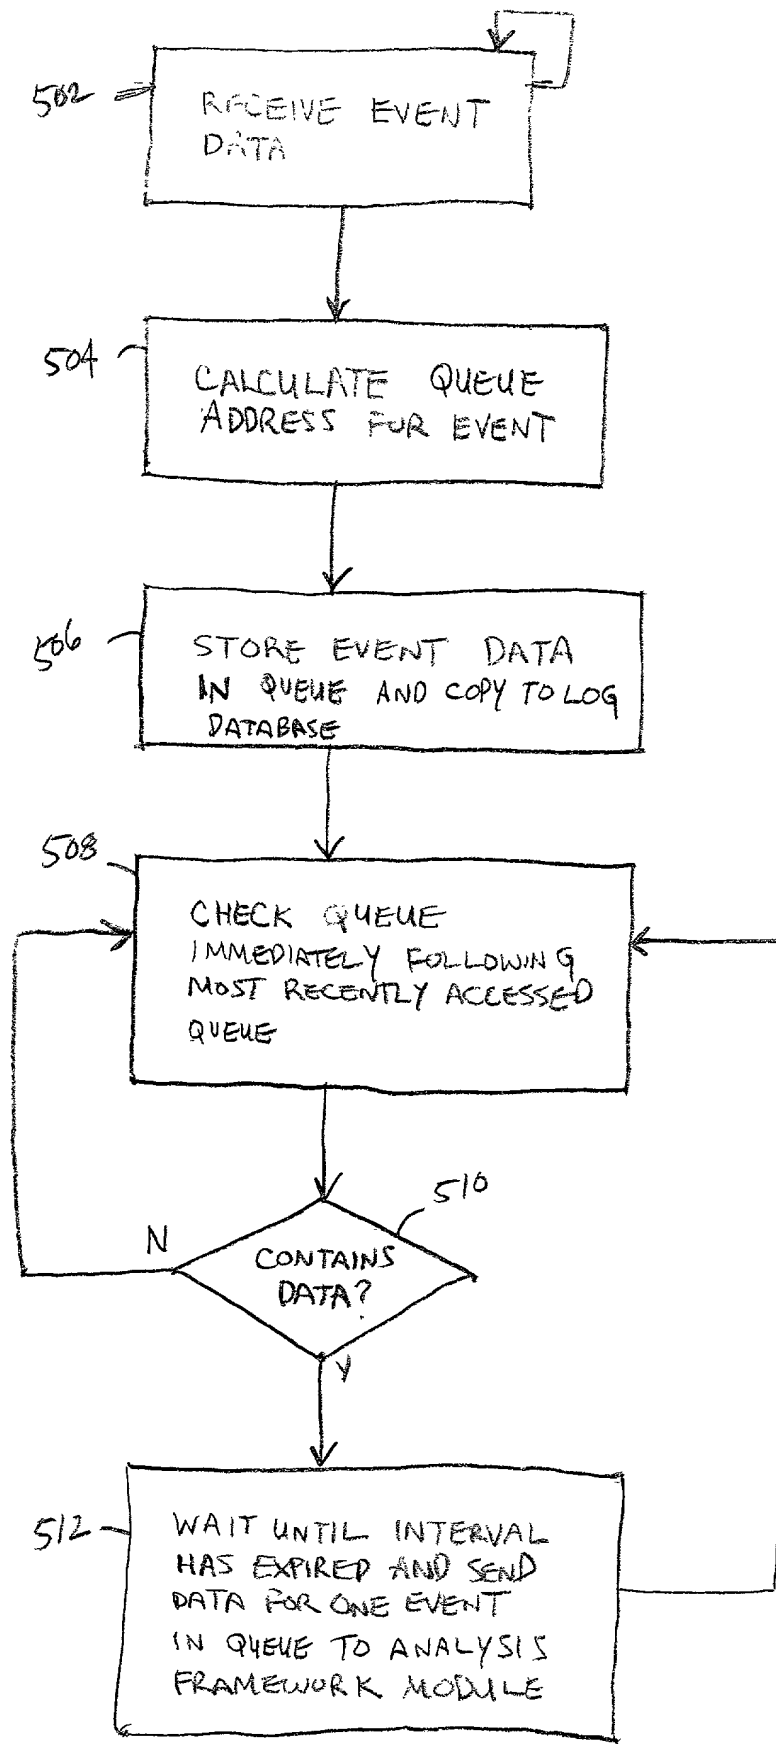 502
RECEIVE EVENT
DATA
504
CALCULATE QUEUE
ADDRESS FOR EVENT
506
STORE EVENT DATA
IN QUEUE AND COPY TO LOG
DATABASE
508
CHECK QUEUE
IMMEDIATELY FOLLOWING
MOST RECENTLY ACCESSED
QUEUE
510
N
CONTAINS
DATA?
Y
512
WAIT UNTIL INTERVAL
HAS EXPIRED AND SEND
DATA FOR ONE EVENT
IN QUEUE TO ANALYSIS
FRAMEWORK MODULE